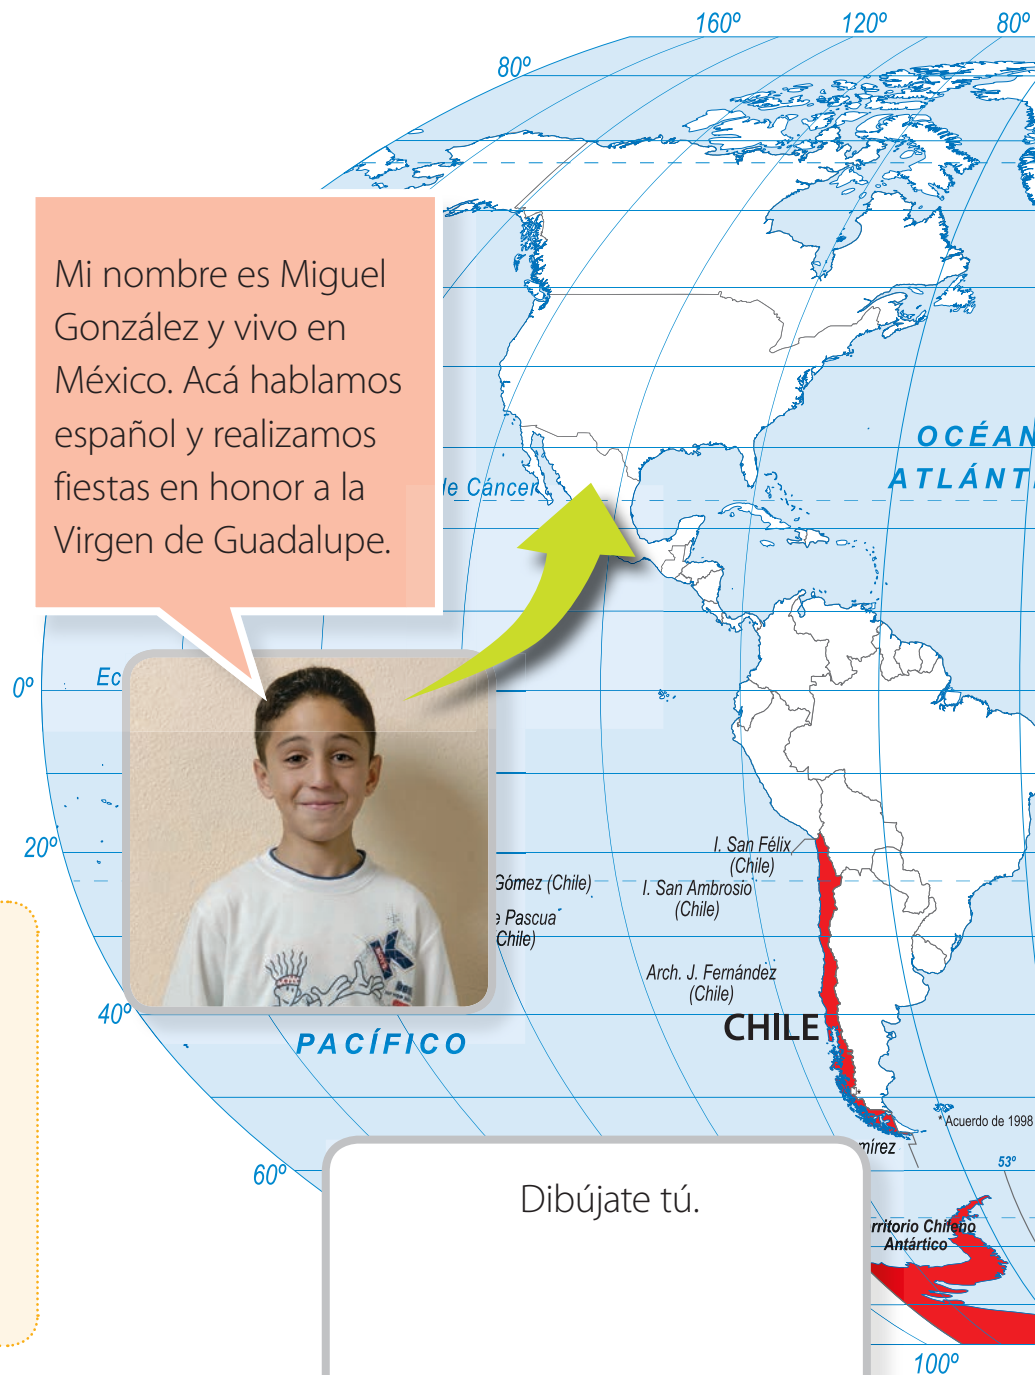 160º 120º 80º
80º
Mi nombre es Miguel
González y vivo en
México. Acá hablamos
español y realizamos
fiestas en honor a la
Virgen de Guadalupe.
OCÉAN
ATLÁNT
le Cáncer
0º
Ec
20º
I. San Félix
(Chile)
Gómez (Chile)
I. San Ambrosio
(Chile)
e Pascua
Chile)
Arch. J. Fernández
(Chile)
40º
CHILE
PACÍFICO
* Acuerdo de 1998
mírez
53º
60º
Dibújate tú.
rritorio Chileno
Antártico
100º